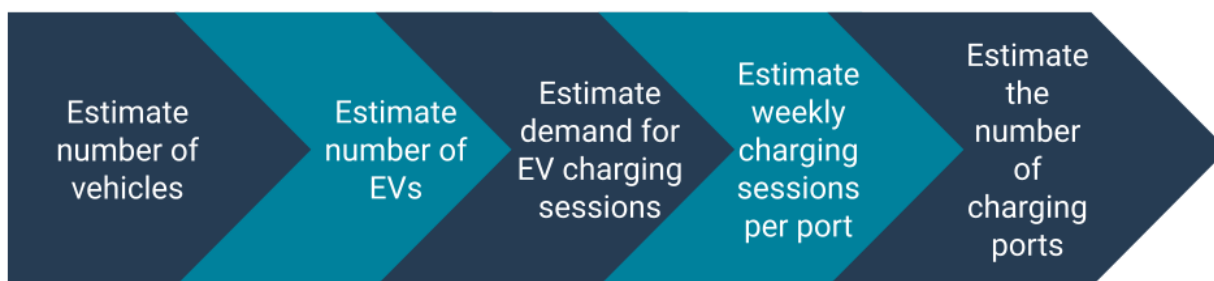 Estimate
number of
vehicles
Estimate
number of
EVs
Estimate
demand for
EV charging
sessions
Estimate
weekly
charging
sessions
per port
Estimate
the
number
of
charging
ports